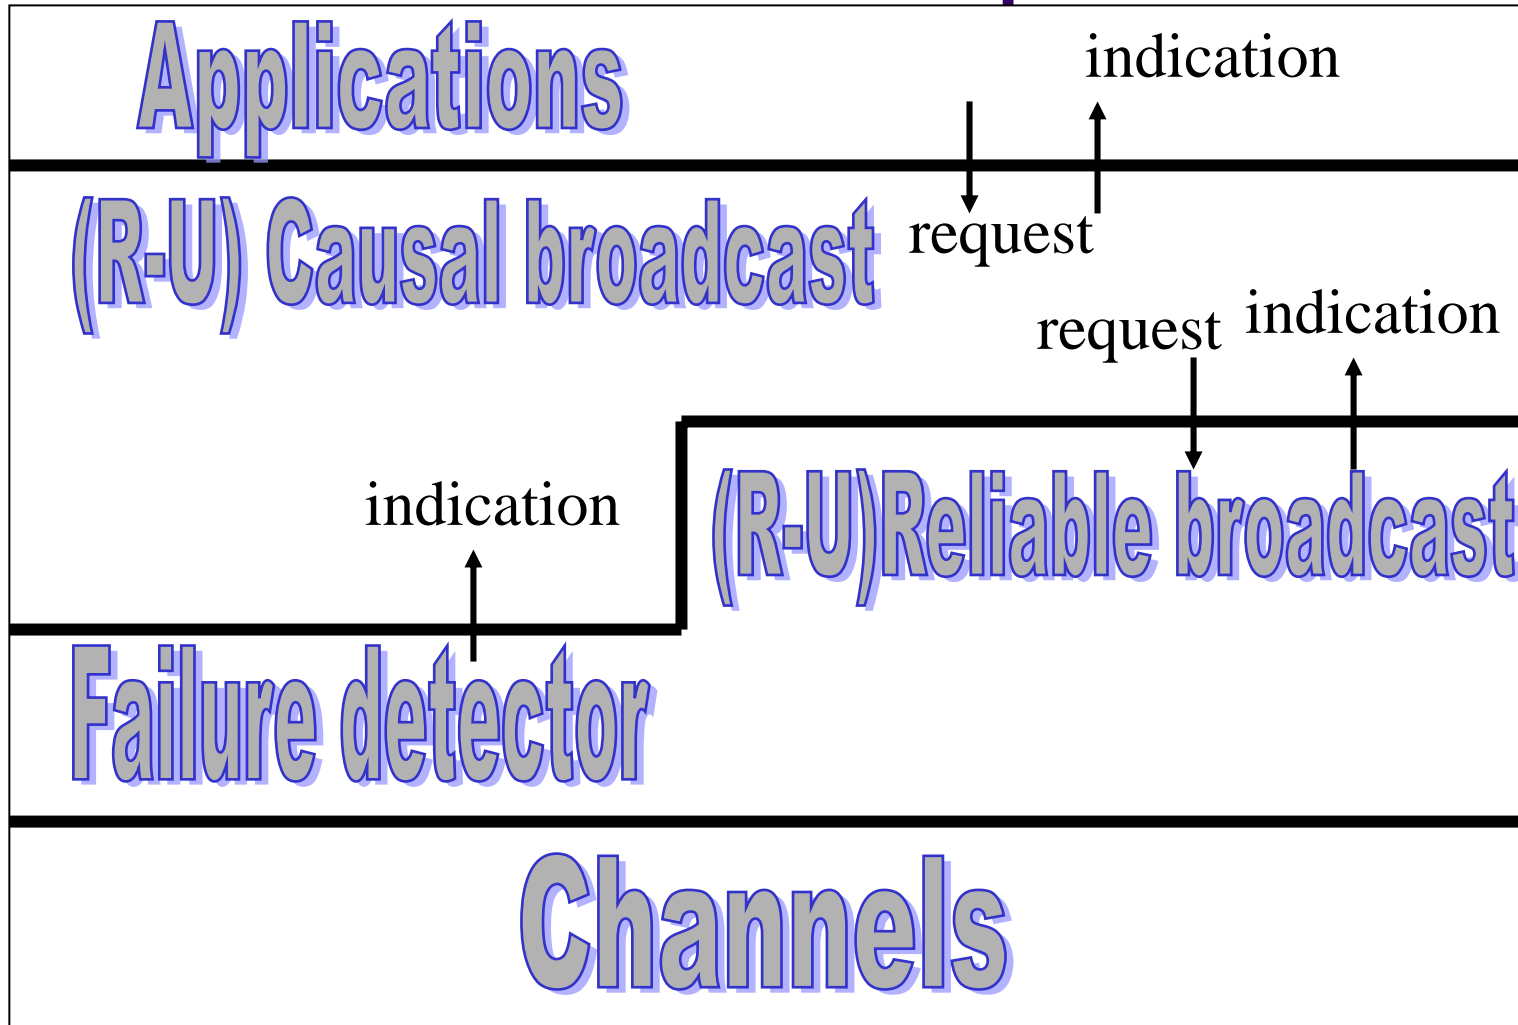 Applications
indication
(R-U) Causal broadcast
request
request
indication
indication
(R-U)Reliable broadcast
Failure detector
Channels